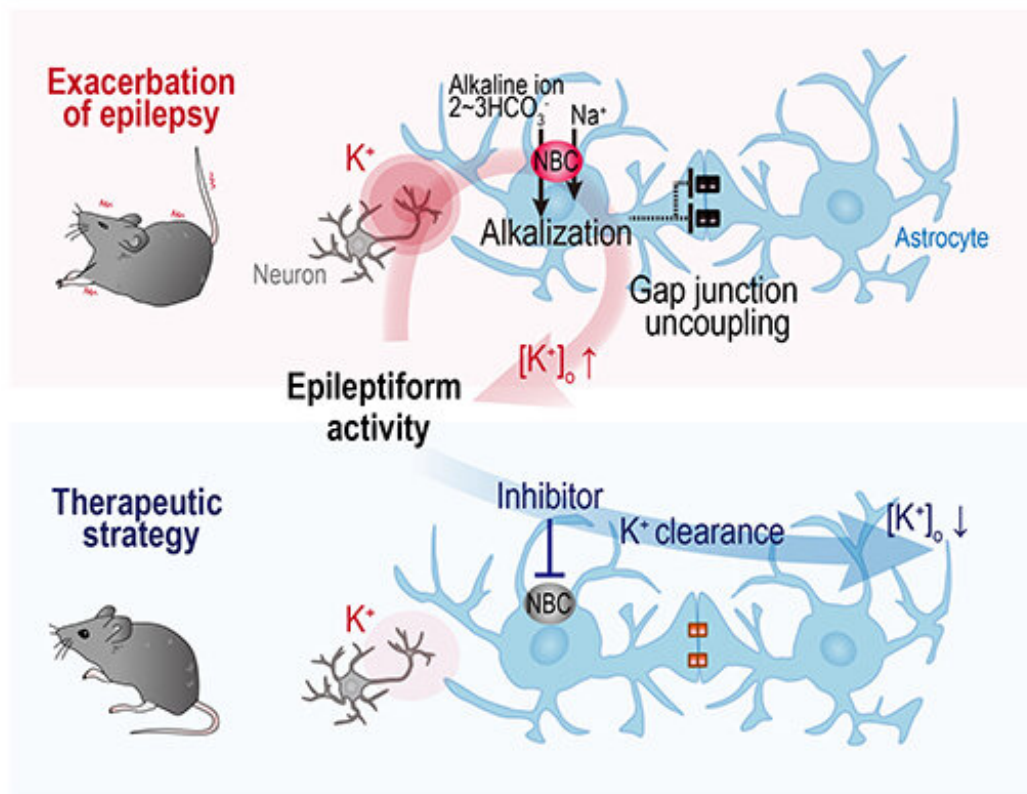 Exacerbation
of epilepsy
Alkaline ion
2~3HCO₃⁻
Na⁺
K⁺
NBC
Alkalization
Neuron
Astrocyte
Gap junction
uncoupling
[K⁺]ₒ ↑
Epileptiform
activity
Therapeutic
strategy
Inhibitor
K⁺ clearance
[K⁺]ₒ ↓
NBC
K⁺